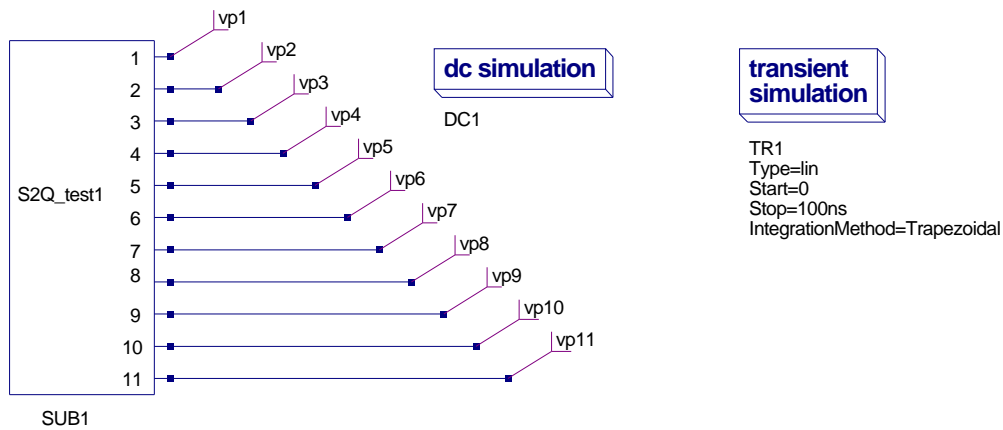 vp1
1
vp2
2
vp3
3
vp4
4
vp5
5
S2Q_test1
vp6
6
vp7
7
vp8
8
vp9
9
vp10
10
vp11
11
SUB1
dc simulation
DC1
transient
simulation
TR1
Type=lin
Start=0
Stop=100ns
IntegrationMethod=Trapezoidal